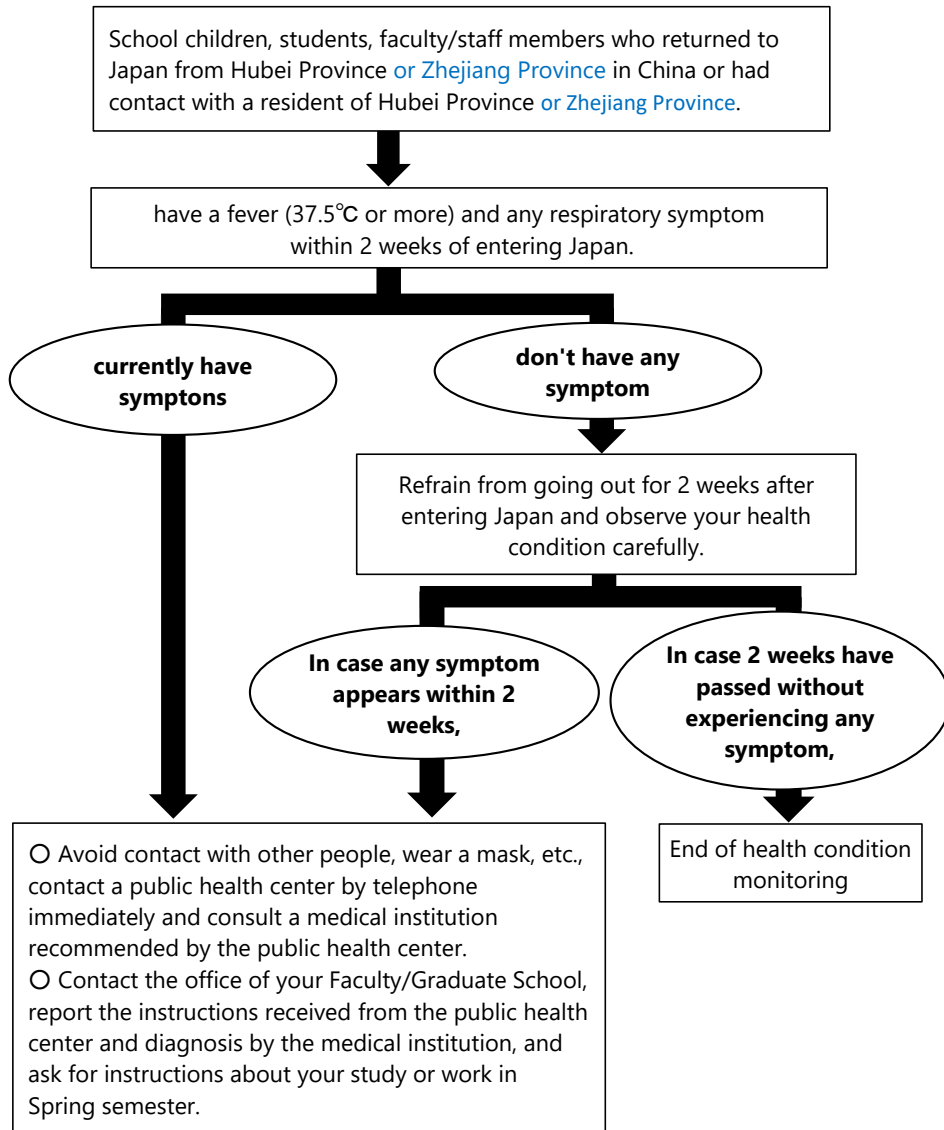 School children, students, faculty/staff members who returned to
Japan from Hubei Province or Zhejiang Province in China or had
contact with a resident of Hubei Province or Zhejiang Province.
have a fever (37.5℃ or more) and any respiratory symptom
within 2 weeks of entering Japan.
currently have
symptons
don't have any
symptom
Refrain from going out for 2 weeks after
entering Japan and observe your health
condition carefully.
In case any symptom
appears within 2
weeks,
In case 2 weeks have
passed without
experiencing any
symptom,
〇 Avoid contact with other people, wear a mask, etc.,
contact a public health center by telephone
immediately and consult a medical institution
recommended by the public health center.
〇 Contact the office of your Faculty/Graduate School,
report the instructions received from the public health
center and diagnosis by the medical institution, and
ask for instructions about your study or work in
Spring semester.
End of health condition
monitoring